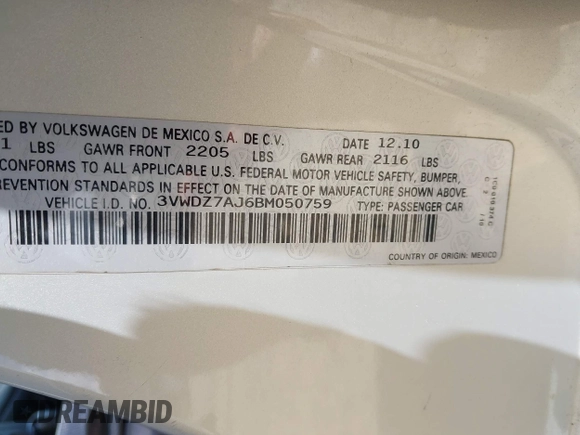 ED BY VOLKSWAGEN DE MEXICO S.A. DE C.V. DATE 12.10
1 LBS GAWR FRONT 2205 LBS GAWR REAR 2116 LBS
CONFORMS TO ALL APPLICABLE U.S. FEDERAL MOTOR VEHICLE SAFETY, BUMPER,
REVENTION STANDARDS IN EFFECT ON THE DATE OF MANUFACTURE SHOWN ABOVE.
VEHICLE I.D. NO. 3VWDZ7AJ6BM050759 TYPE: PASSENGER CAR
COUNTRY OF ORIGIN: MEXICO
DREAMBID